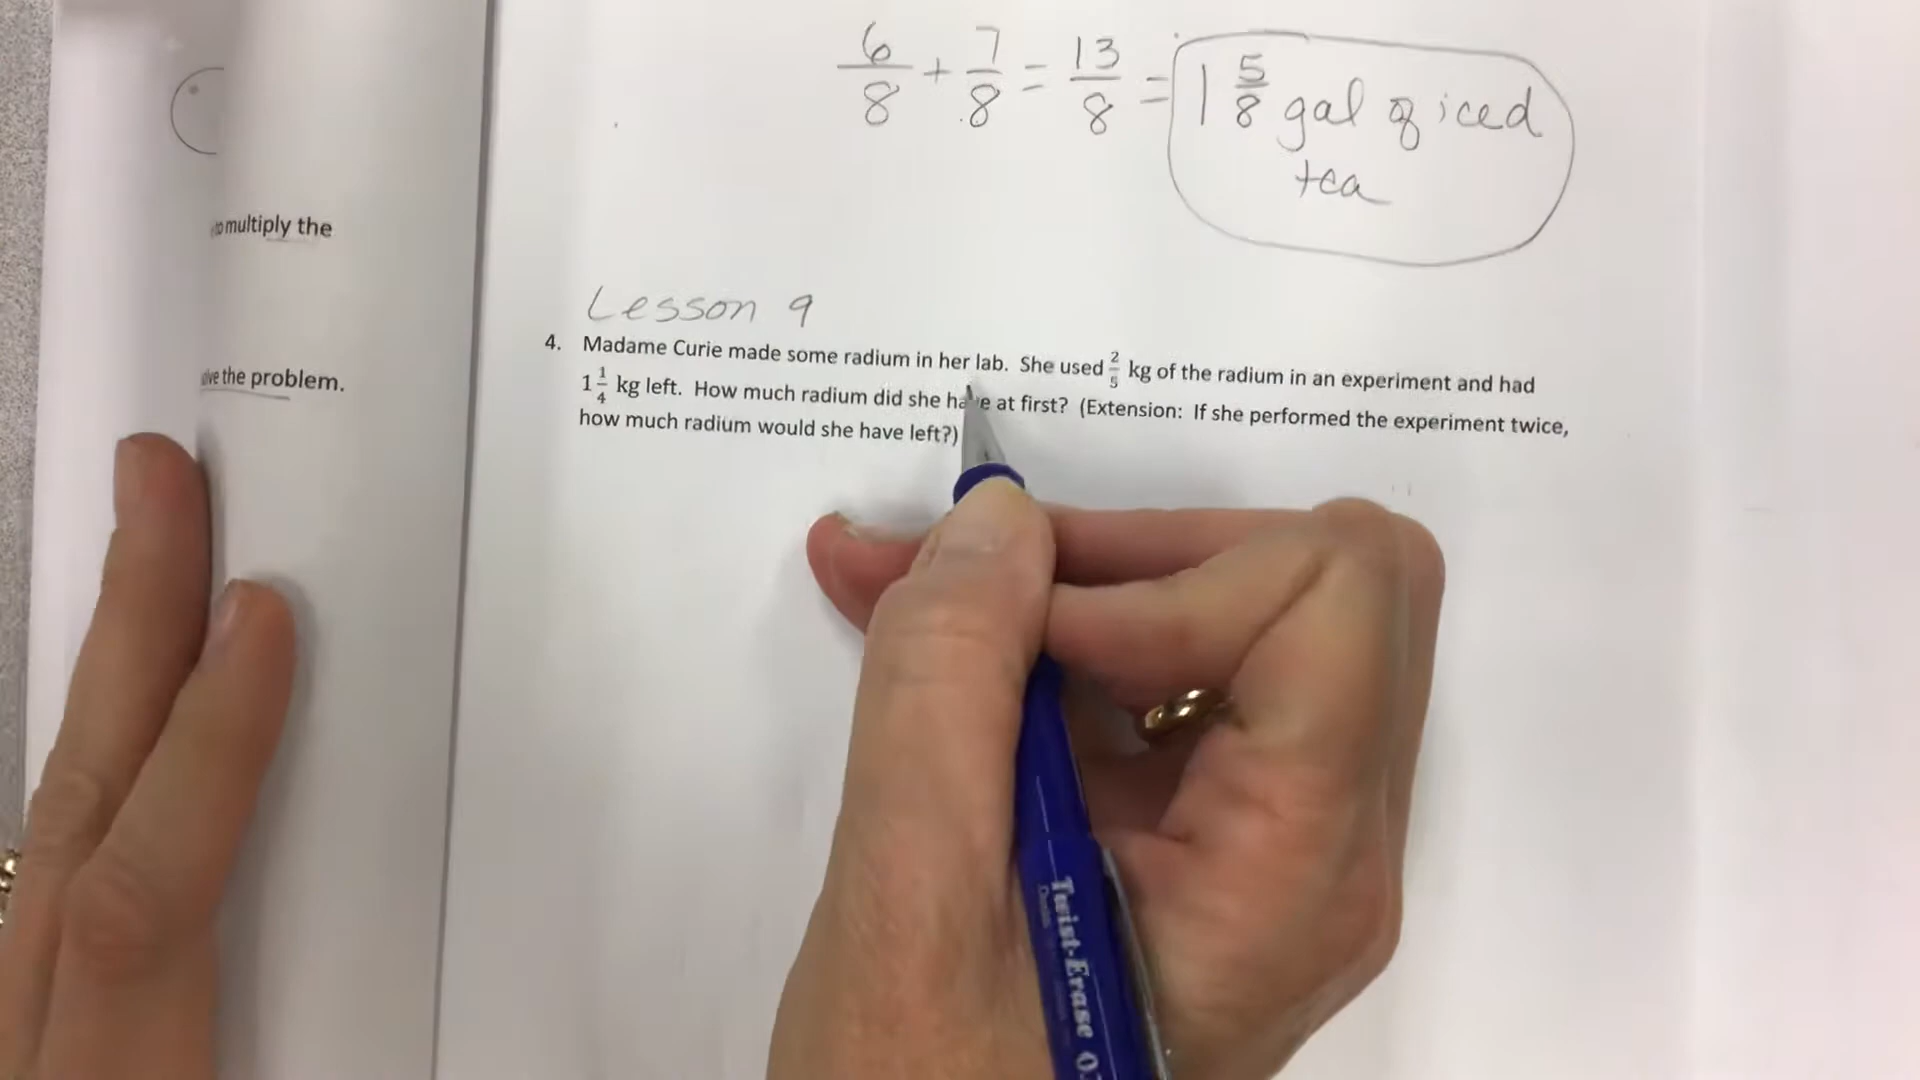 6/8 + 7/8 = 13/8 = 1 5/8 gal of iced
tea
multiply the
Lesson 9
4. Madame Curie made some radium in her lab. She used 2/5 kg of the radium in an experiment and had
1 1/4 kg left. How much radium did she have at first? (Extension: If she performed the experiment twice,
how much radium would she have left?)
the problem.
Twist-Erase